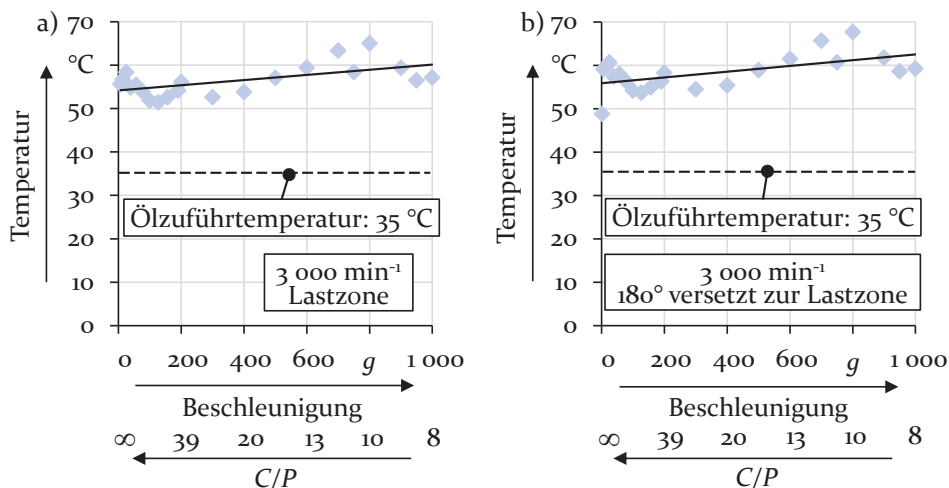 a)
70
°C
50
40
30
20
10
0
Temperatur
Ölzuführtemperatur: 35 °C
3 000 min⁻¹
Lastzone
0 200 400 600 g 1 000
Beschleunigung
∞ 39 20 13 10 8
C/P
b)
70
°C
50
40
30
20
10
0
Temperatur
Ölzuführtemperatur: 35 °C
3 000 min⁻¹
180° versetzt zur Lastzone
0 200 400 600 g 1 000
Beschleunigung
∞ 39 20 13 10 8
C/P